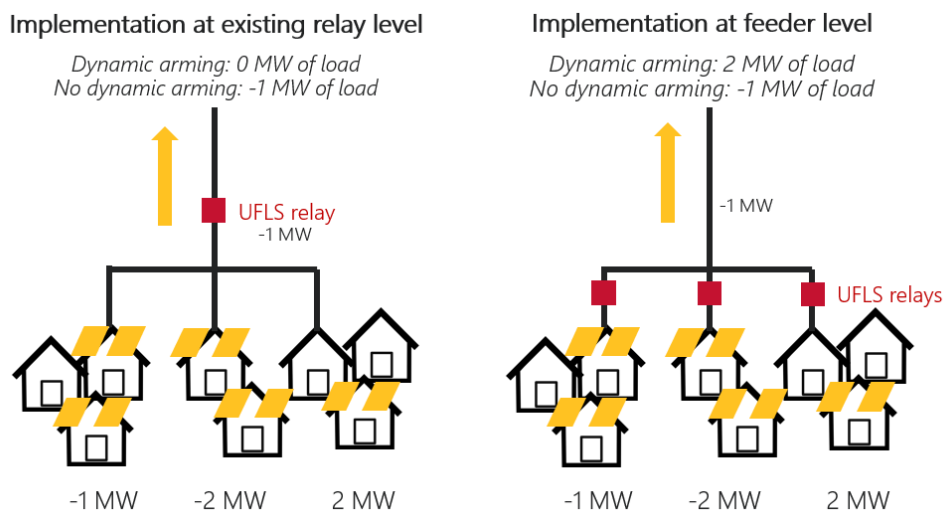 Implementation at existing relay level
Dynamic arming: 0 MW of load
No dynamic arming: -1 MW of load
UFLS relay
-1 MW
-1 MW
-2 MW
2 MW
Implementation at feeder level
Dynamic arming: 2 MW of load
No dynamic arming: -1 MW of load
-1 MW
UFLS relays
-1 MW
-2 MW
2 MW